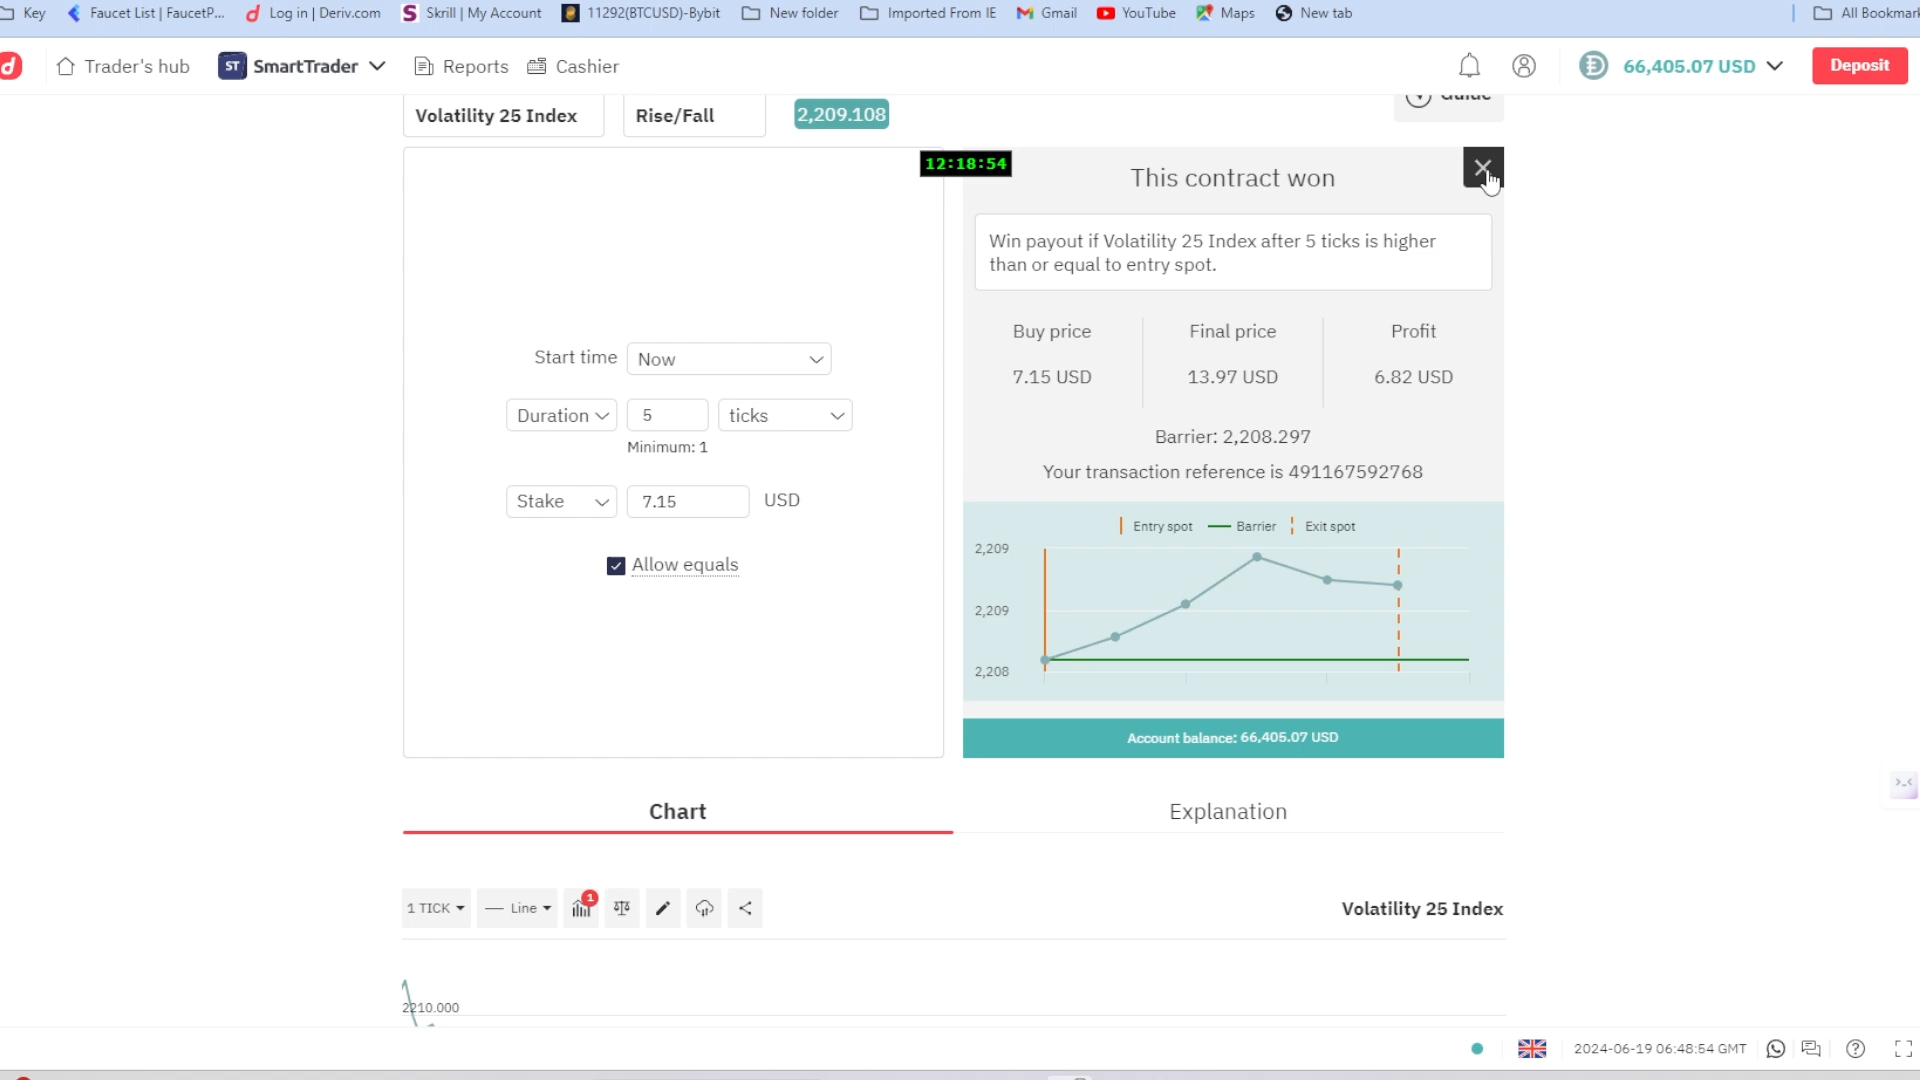 Key
Faucet List | FaucetP...
Log in | Deriv.com
Skrill | My Account
11292(BTCUSD)-Bybit
New folder
Imported From IE
Gmail
YouTube
Maps
New tab
All Bookmar
Trader's hub
ST SmartTrader
Reports
Cashier
66,405.07 USD
Deposit
Volatility 25 Index
Rise/Fall
2,209.108
Guide
12:18:54
This contract won
Win payout if Volatility 25 Index after 5 ticks is higher
than or equal to entry spot.
Start time Now
Duration 5 ticks
Minimum: 1
Stake 7.15 USD
Allow equals
Buy price Final price Profit
7.15 USD 13.97 USD 6.82 USD
Barrier: 2,208.297
Your transaction reference is 491167592768
Entry spot Barrier Exit spot
2,209
2,209
2,208
Account balance: 66,405.07 USD
Chart
Explanation
1 TICK
Line
1
Volatility 25 Index
2210.000
2024-06-19 06:48:54 GMT